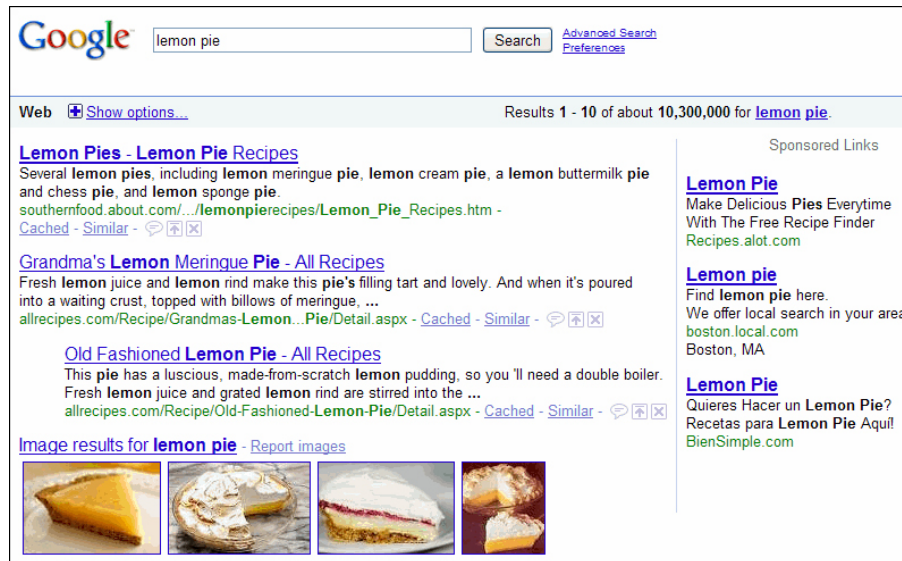 Google
lemon pie
Search
Advanced Search
Preferences
Web
Show options...
Results 1 - 10 of about 10,300,000 for lemon pie.
Lemon Pies - Lemon Pie Recipes
Several lemon pies, including lemon meringue pie, lemon cream pie, a lemon buttermilk pie
and chess pie, and lemon sponge pie.
southernfood.about.com/.../lemonpierecipes/Lemon_Pie_Recipes.htm -
Cached - Similar -
Grandma's Lemon Meringue Pie - All Recipes
Fresh lemon juice and lemon rind make this pie's filling tart and lovely. And when it's poured
into a waiting crust, topped with billows of meringue, ...
allrecipes.com/Recipe/Grandmas-Lemon...Pie/Detail.aspx - Cached - Similar -
Old Fashioned Lemon Pie - All Recipes
This pie has a luscious, made-from-scratch lemon pudding, so you 'll need a double boiler.
Fresh lemon juice and grated lemon rind are stirred into the ...
allrecipes.com/Recipe/Old-Fashioned-Lemon-Pie/Detail.aspx - Cached - Similar -
Image results for lemon pie - Report images
Sponsored Links
Lemon Pie
Make Delicious Pies Everytime
With The Free Recipe Finder
Recipes.alot.com
Lemon pie
Find lemon pie here.
We offer local search in your area
boston.local.com
Boston, MA
Lemon Pie
Quieres Hacer un Lemon Pie?
Recetas para Lemon Pie Aquí!
BienSimple.com